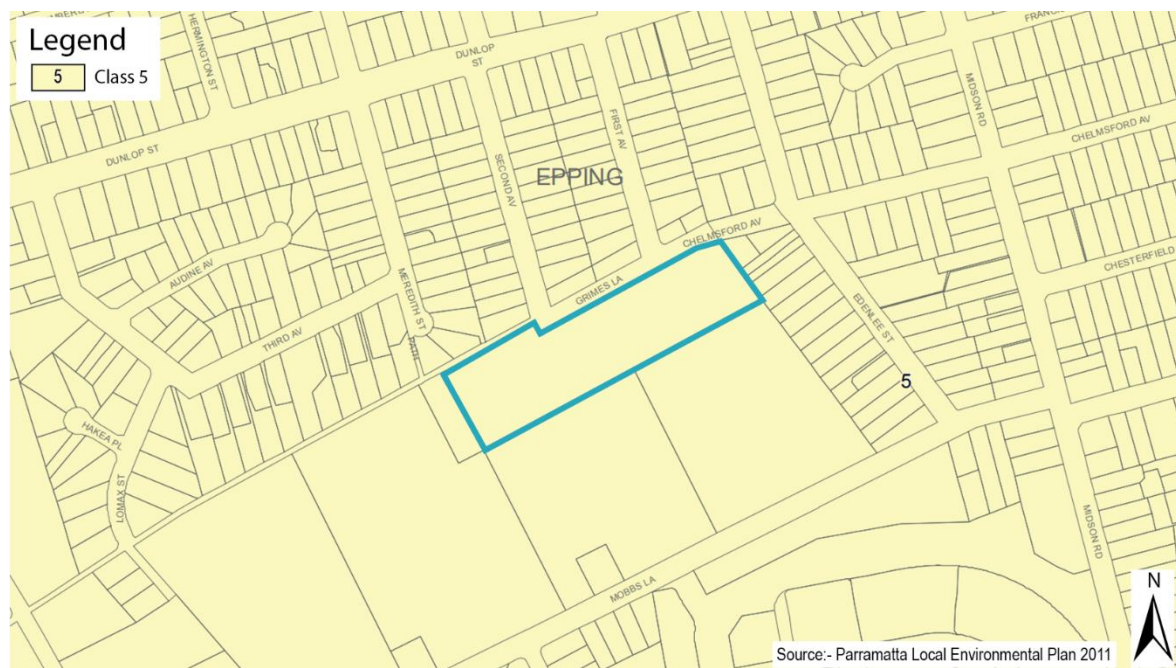 Legend
5 Class 5
HERMINGTON ST
DUNLOP
ST
FIRST AV
MIDSON RD
CHELMSFORD AV
DUNLOP ST
SECOND AV
EPPING
CHELMSFORD AV
CHESTERFIELD
AUDINE AV
MEREDITH ST
GRIMES LA
EDENLEE ST
THIRD AV
PATH
5
HAKEA PL
LOMAX ST
MIDSON RD
MOBBS LA
N
Source:- Parramatta Local Environmental Plan 2011